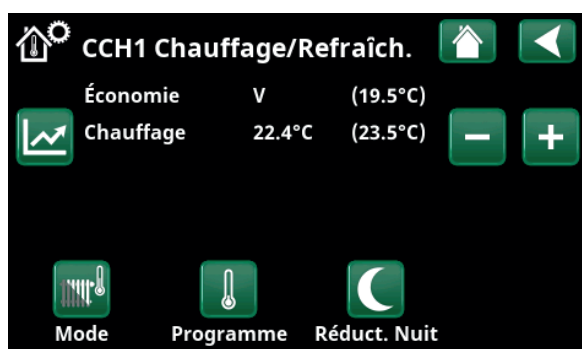 CCH1 Chauffage/Refraîch.
Économie V (19.5°C)
Chauffage 22.4°C (23.5°C)
Mode Programme Réduct. Nuit